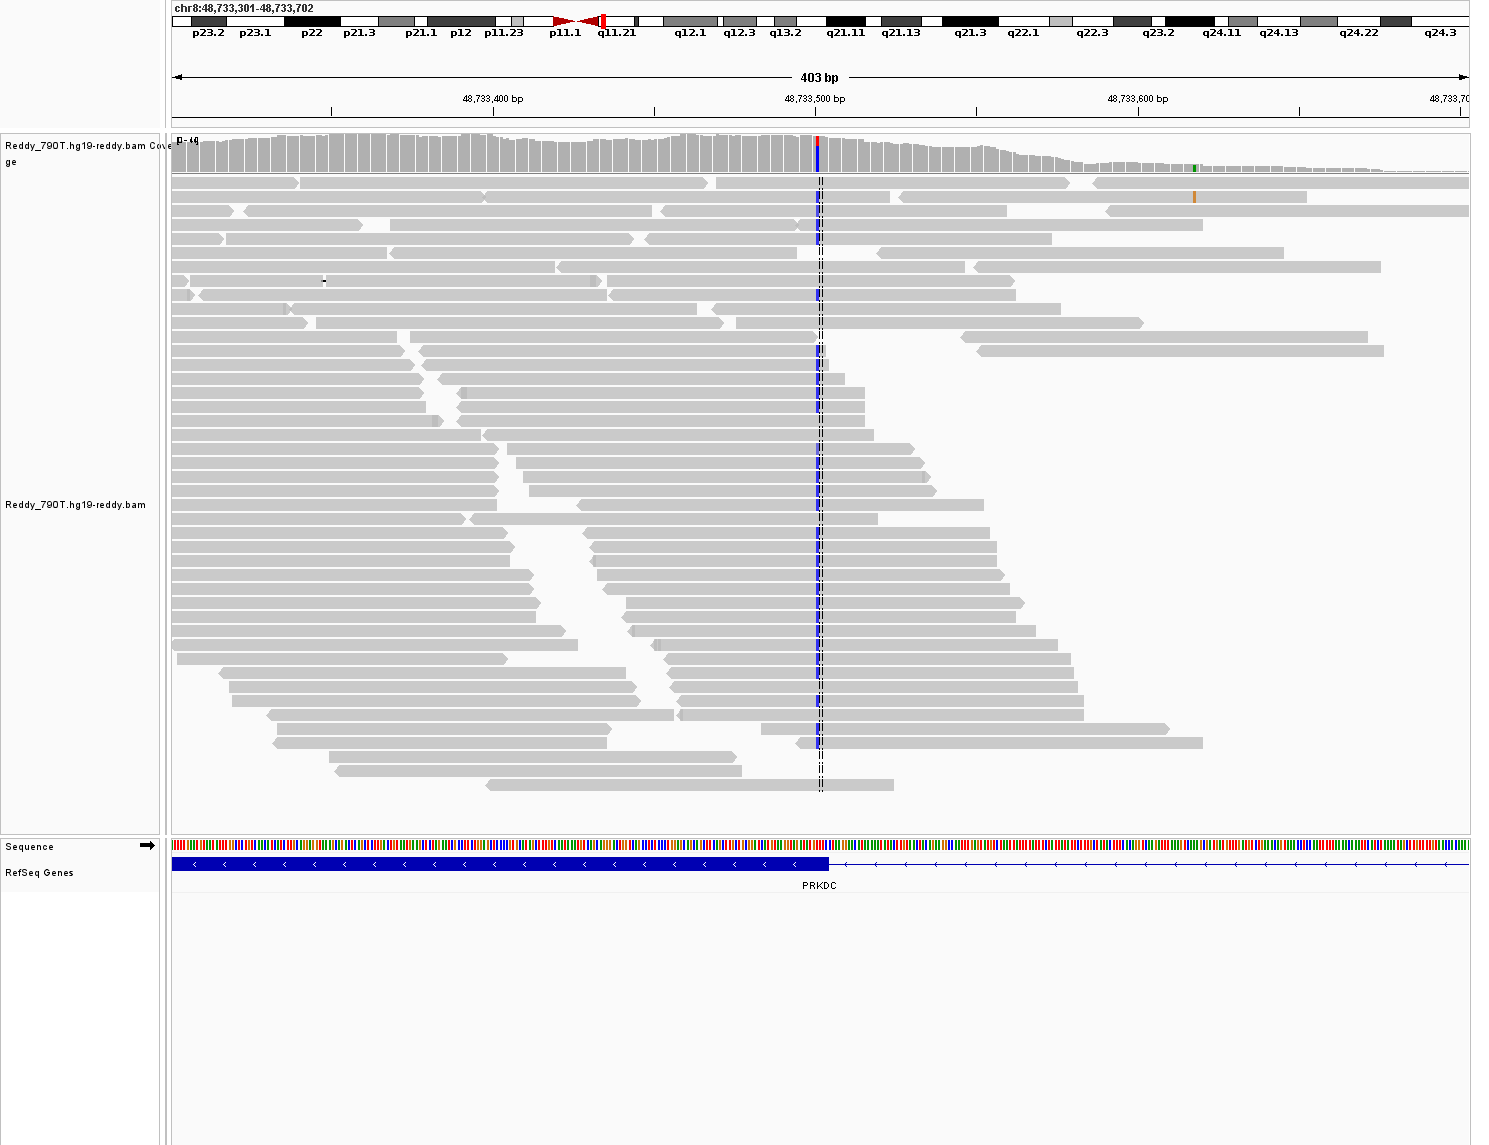 chr8:48,733,301-48,733,702
p23.2 p23.1 p22 p21.3 p21.1 p12 p11.23 p11.1 q11.21 q12.1 q12.3 q13.2 q21.11 q21.13 q21.3 q22.1 q22.3 q23.2 q24.11 q24.13 q24.22 q24.3
403 bp
48,733,400 bp 48,733,500 bp 48,733,600 bp 48,733,70
Reddy_790T.hg19-reddy.bam Cove
ge
Reddy_790T.hg19-reddy.bam
Sequence
RefSeq Genes
PRKDC